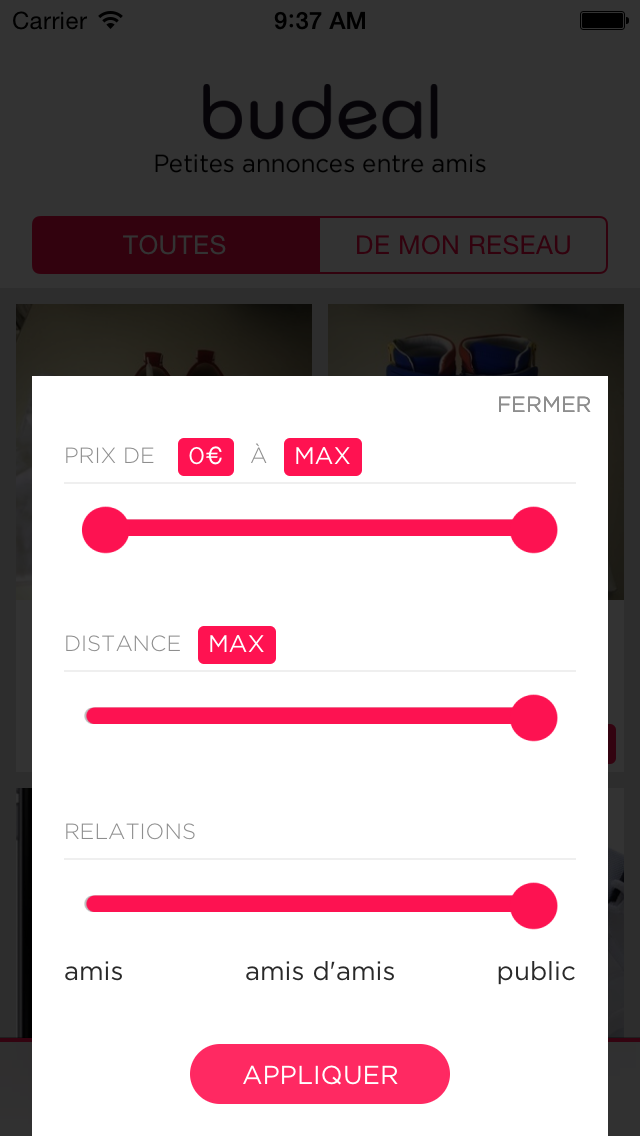 Carrier 9:37 AM
budeal
Petites annonces entre amis
TOUTES DE MON RESEAU
FERMER
PRIX DE 0€ À MAX
DISTANCE MAX
RELATIONS
amis amis d'amis public
APPLIQUER